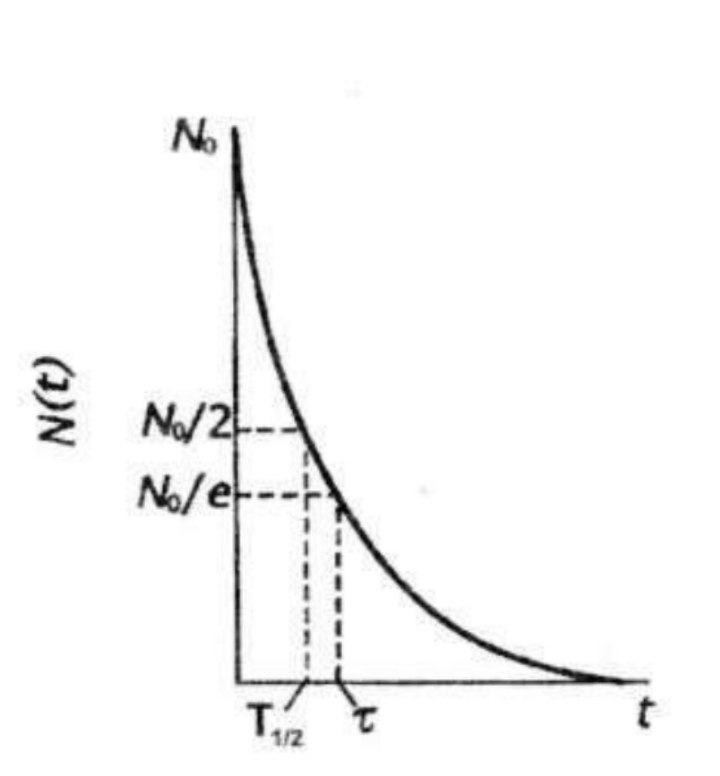 N₀
N(t)
N₀/2
N₀/e
T₁/₂
τ
t